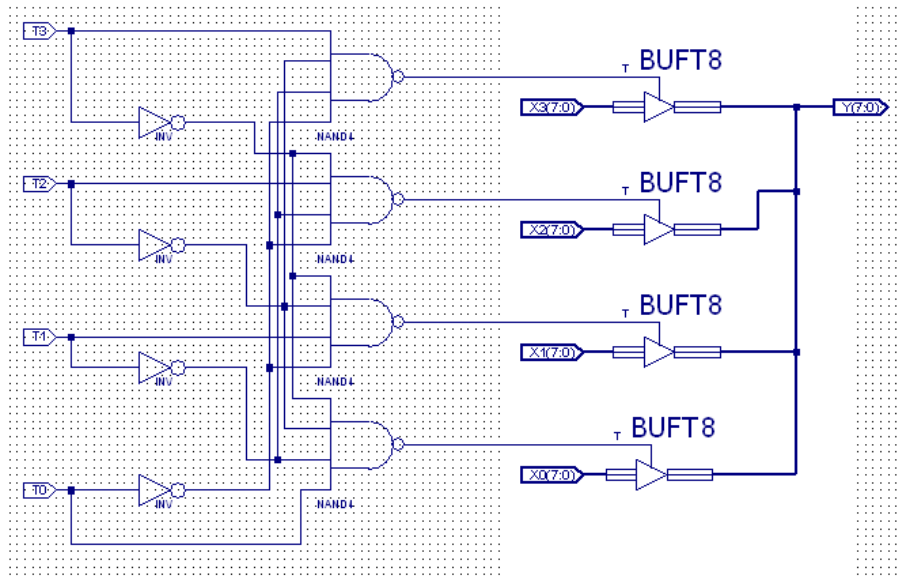 T3
T BUFT8
X3(7:0)
Y(7:0)
INV
NAND4
T2
T BUFT8
X2(7:0)
INV
NAND4
T BUFT8
T1
X1(7:0)
INV
NAND4
T BUFT8
T0
X0(7:0)
INV
NAND4